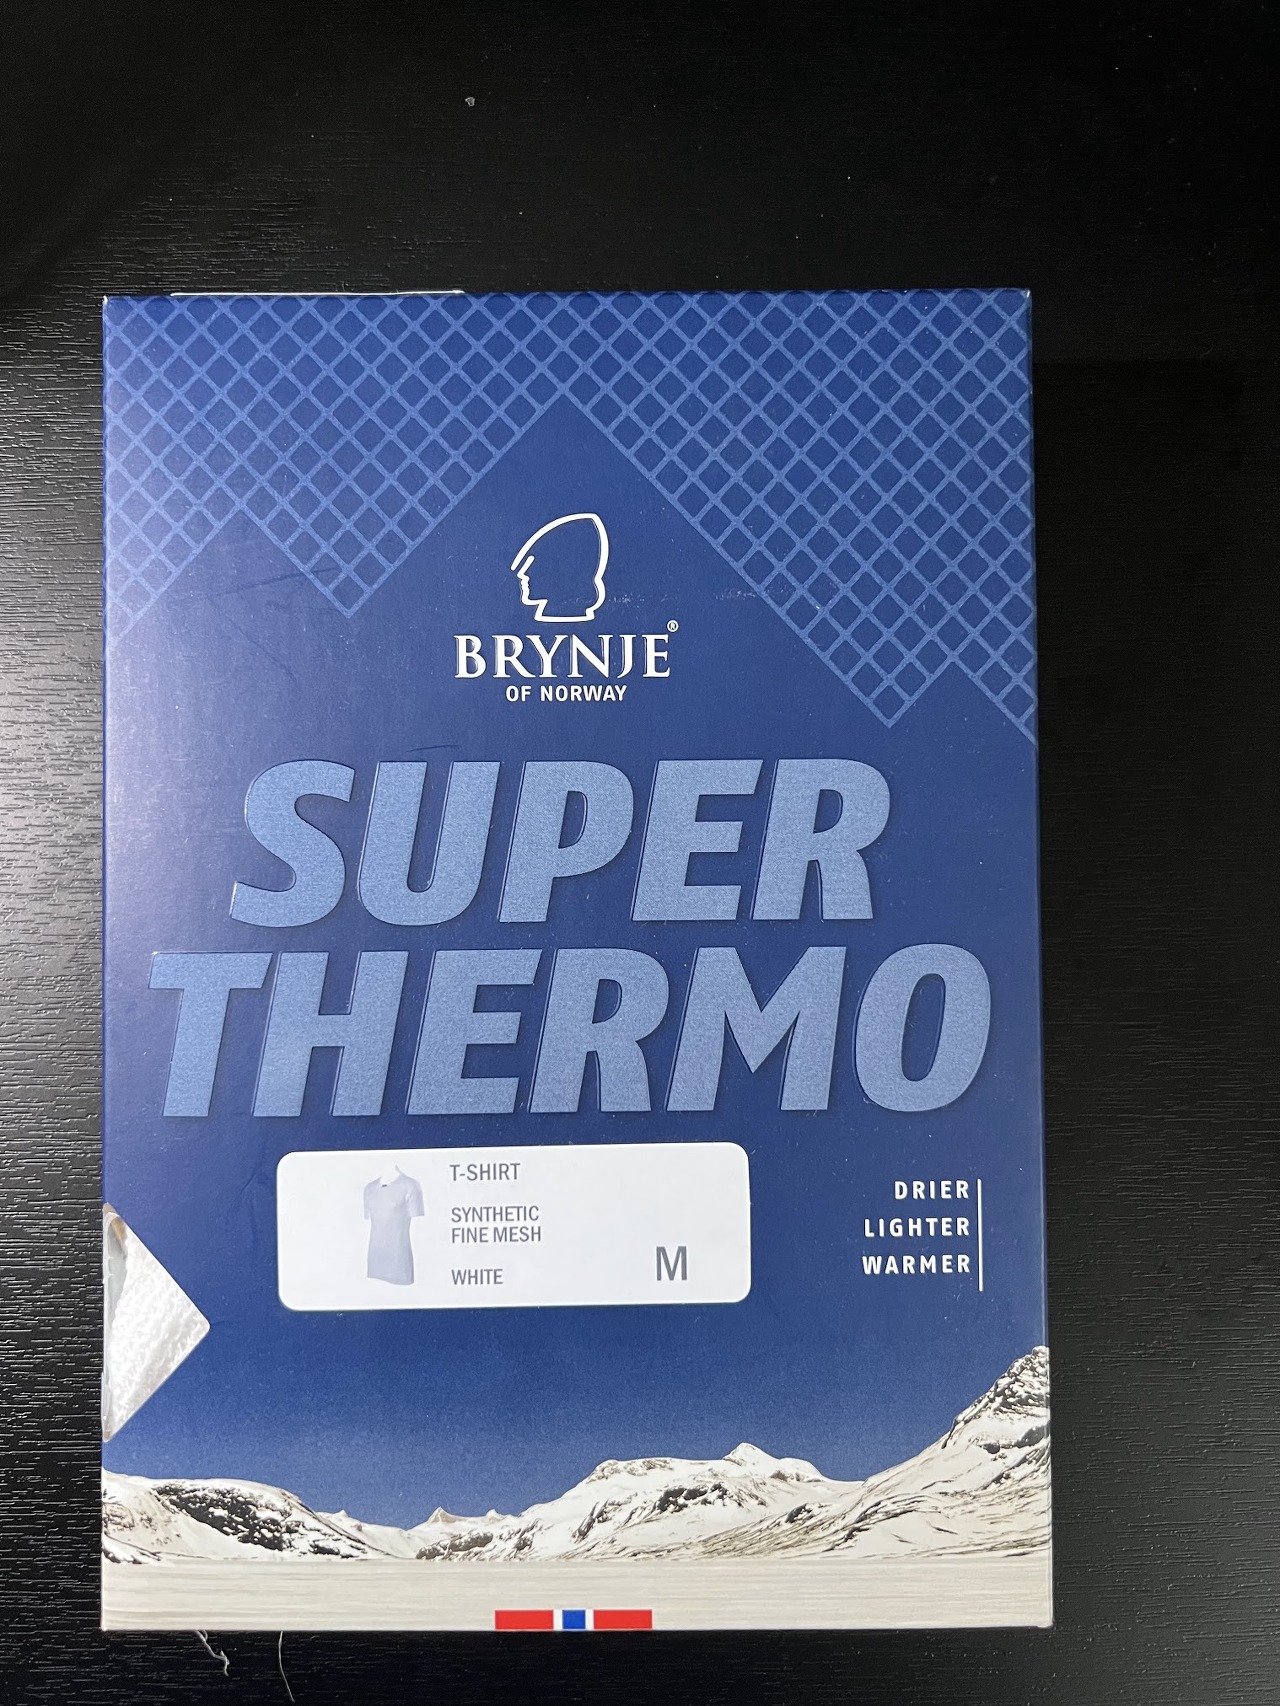 BRYNJE®
OF NORWAY
SUPER
THERMO
T-SHIRT
SYNTHETIC
FINE MESH
WHITE
M
DRIER
LIGHTER
WARMER